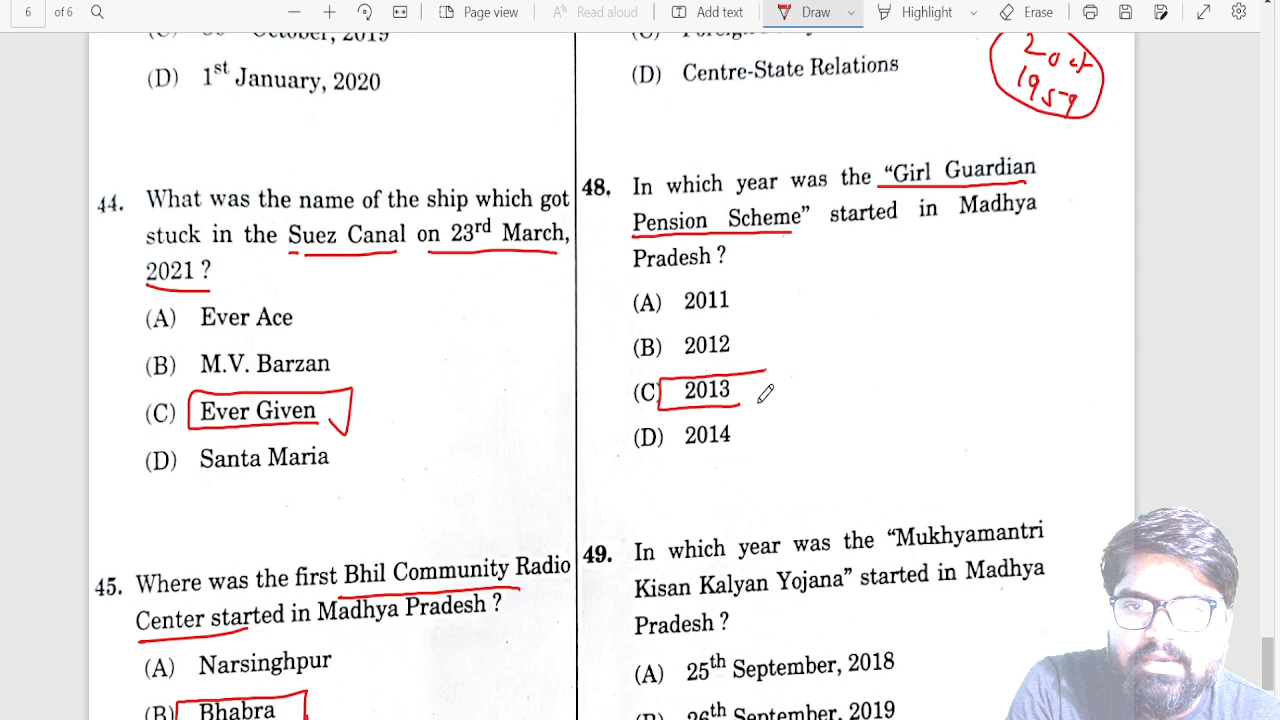 6 of 6 Page view Read aloud Add text Draw Highlight Erase
(D) 1st January, 2020
44. What was the name of the ship which got
stuck in the Suez Canal on 23rd March,
2021 ?
(A) Ever Ace
(B) M.V. Barzan
(C) Ever Given
(D) Santa Maria
45. Where was the first Bhil Community Radio
Center started in Madhya Pradesh ?
(A) Narsinghpur
(B) Bhabra
(D) Centre-State Relations
2 oct
1959
48. In which year was the “Girl Guardian
Pension Scheme” started in Madhya
Pradesh ?
(A) 2011
(B) 2012
(C) 2013
(D) 2014
49. In which year was the “Mukhyamantri
Kisan Kalyan Yojana” started in Madhya
Pradesh ?
(A) 25th September, 2018
(B) 26th September, 2019